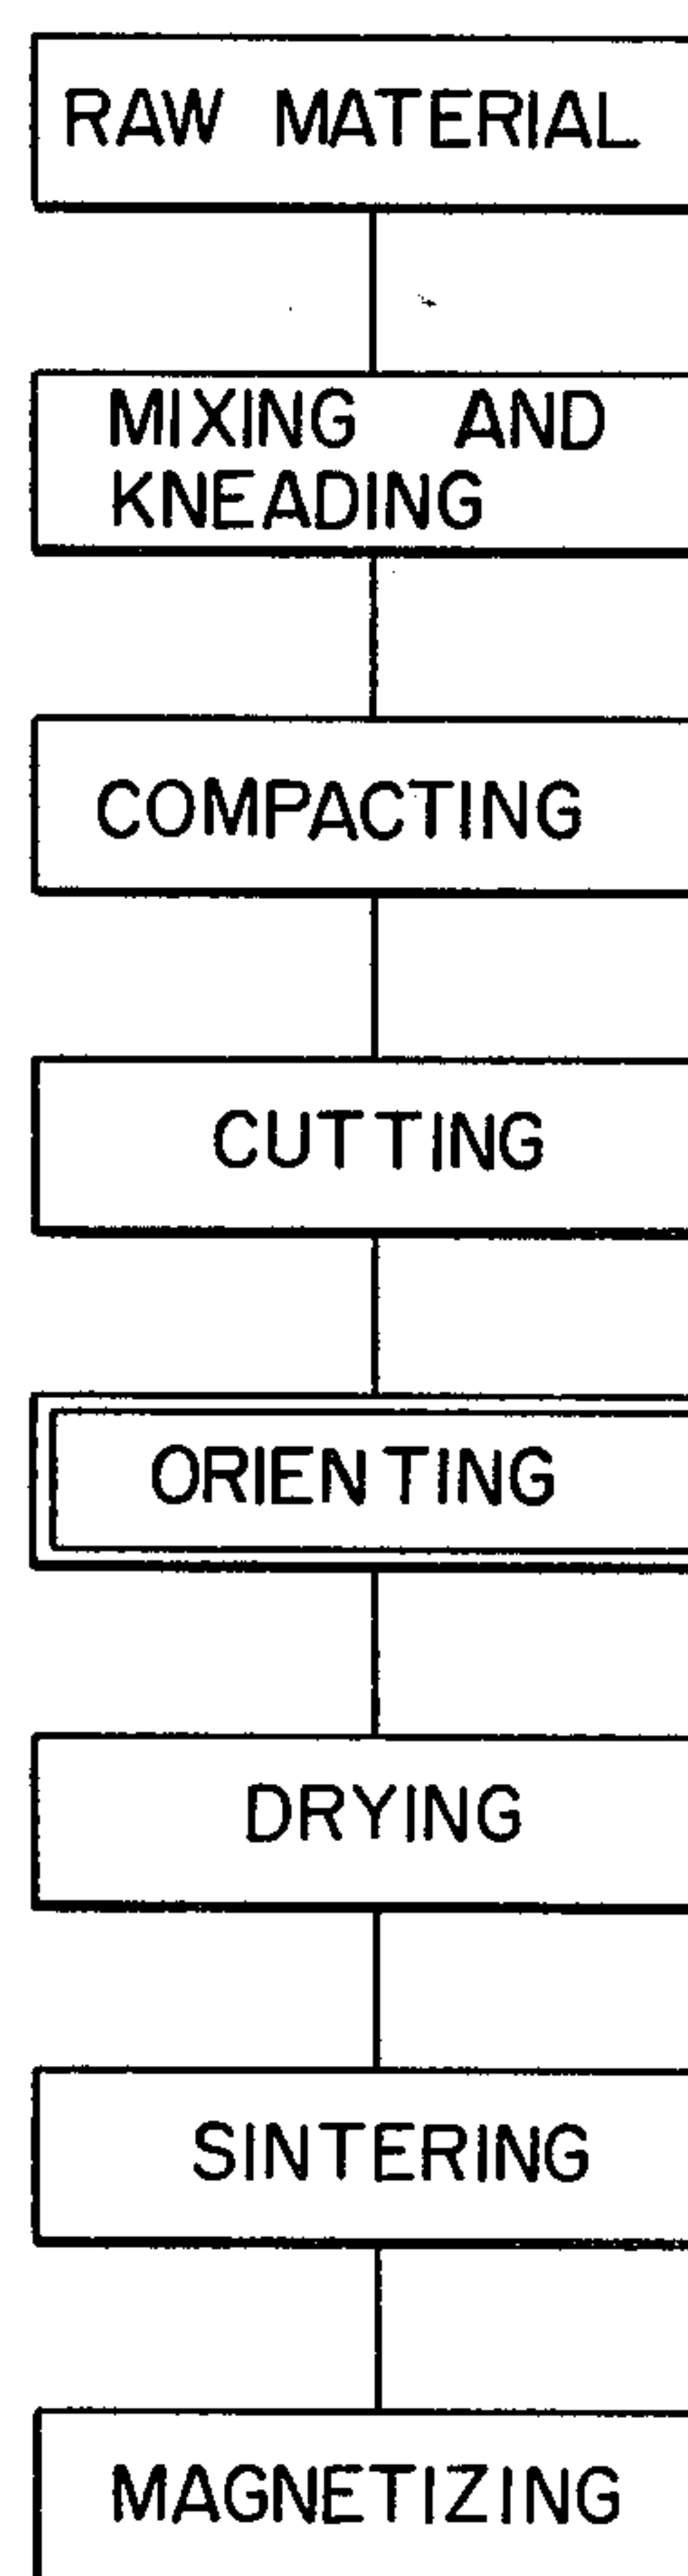 RAW MATERIAL
MIXING AND
KNEADING
COMPACTING
CUTTING
ORIENTING
DRYING
SINTERING
MAGNETIZING